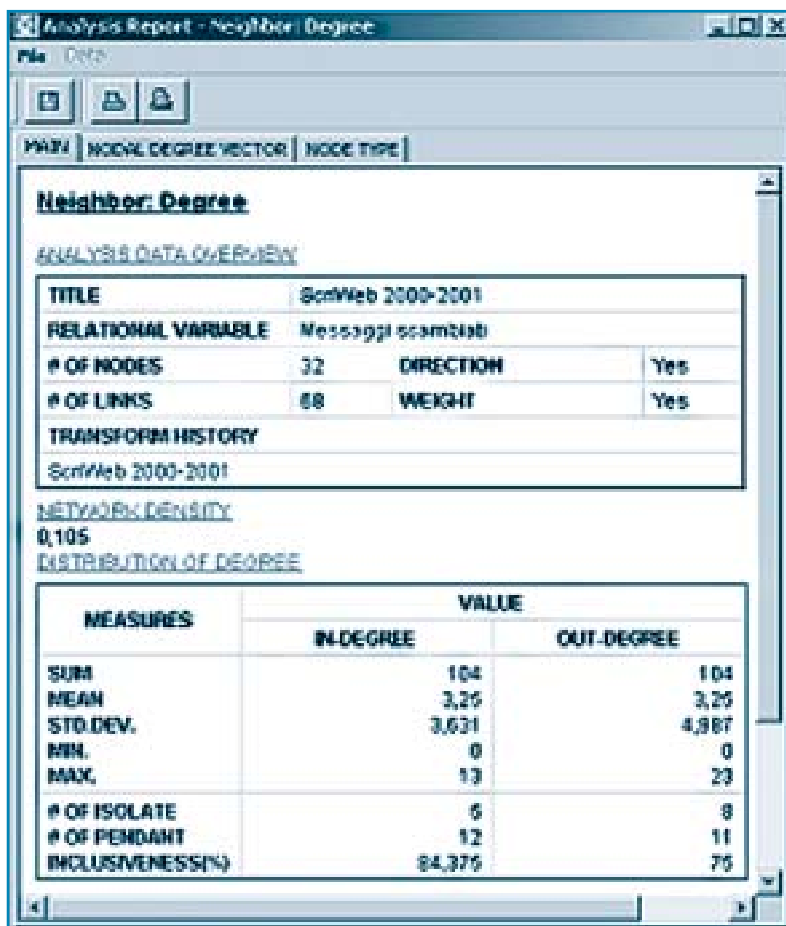 Analysis Report - Neighbor: Degree
File Data
MAIN NODAL DEGREE VECTOR NODE TYPE
Neighbor: Degree
ANALYSIS DATA OVERVIEW
TITLE ScriWeb 2000-2001
RELATIONAL VARIABLE Messaggi scambiati
# OF NODES 32 DIRECTION Yes
# OF LINKS 68 WEIGHT Yes
TRANSFORM HISTORY
ScriWeb 2000-2001
NETWORK DENSITY
0,105
DISTRIBUTION OF DEGREE
MEASURES VALUE
IN-DEGREE OUT-DEGREE
SUM 104 104
MEAN 3,25 3,25
STD.DEV. 3,631 4,987
MIN. 0 0
MAX. 13 23
# OF ISOLATE 5 8
# OF PENDANT 12 11
INCLUSIVENESS(%) 84,375 75